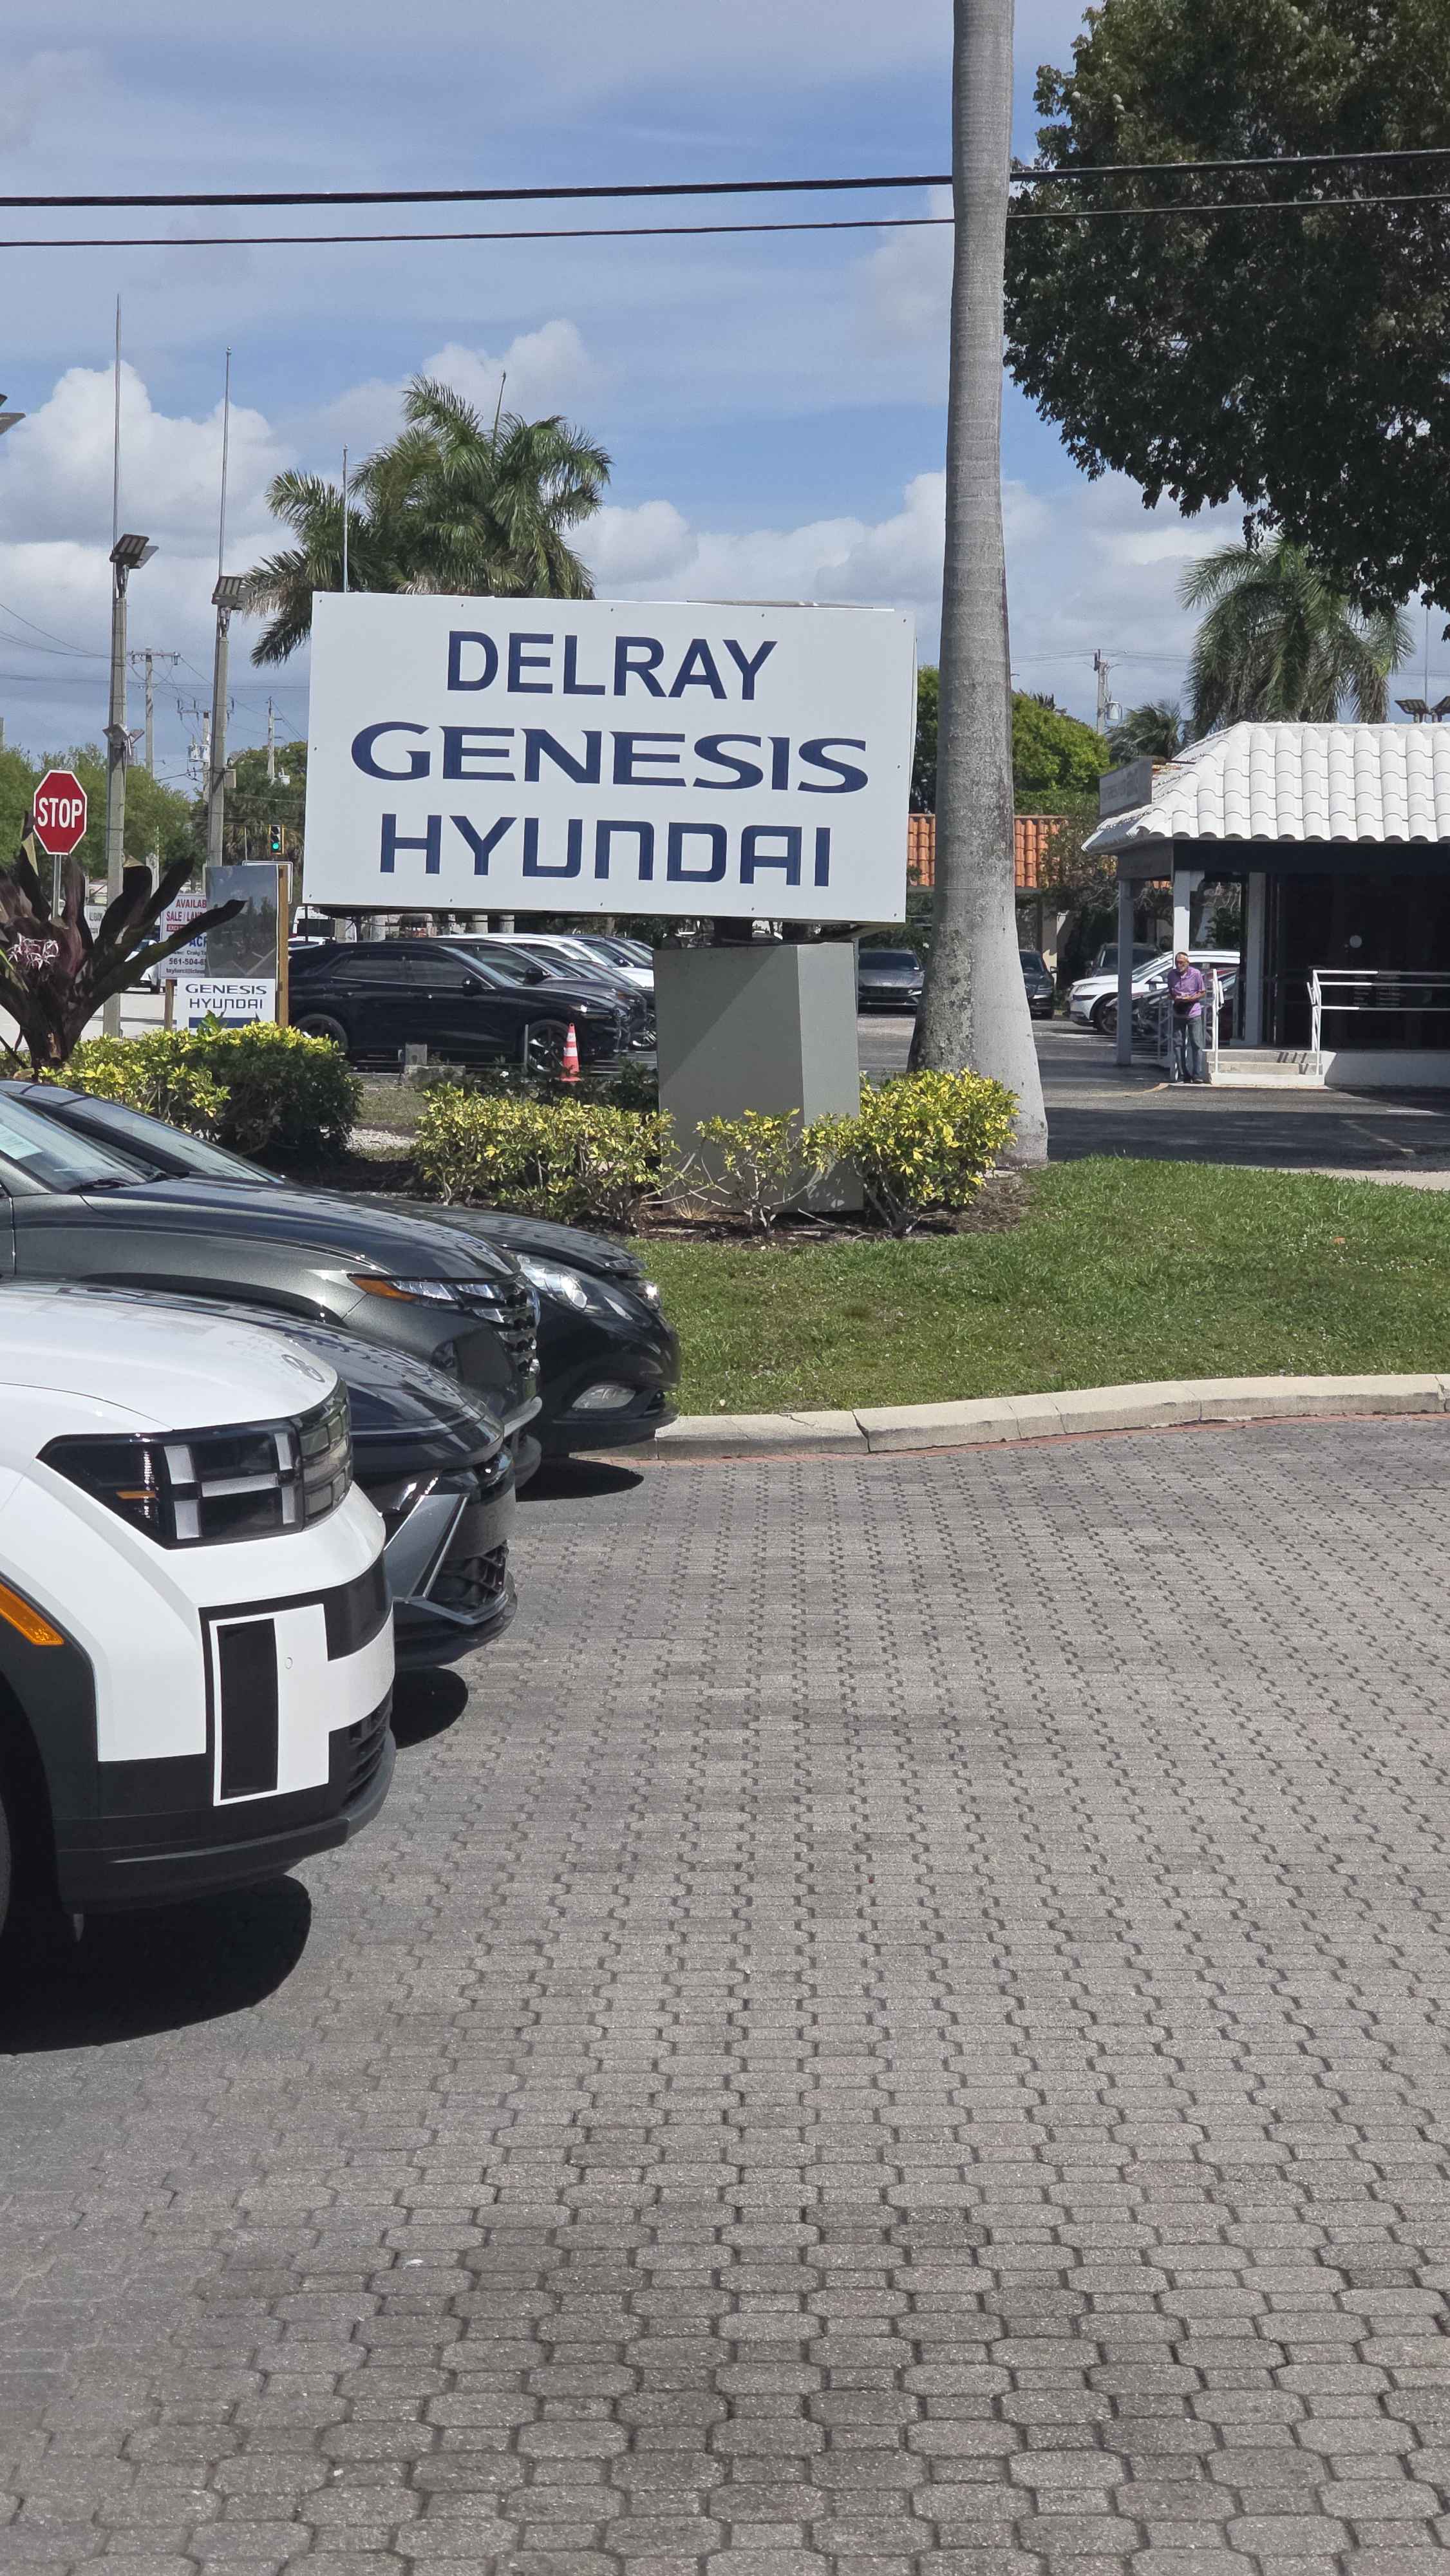 DELRAY
GENESIS
HYUNDAI
STOP
GENESIS
HYUNDAI